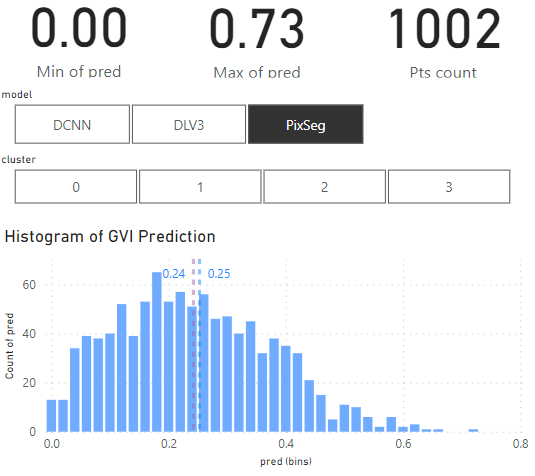 0.00 0.73 1002
Min of pred Max of pred Pts count
model
DCNN DLV3 PixSeg
cluster
0 1 2 3
Histogram of GVI Prediction
0.24 0.25
60
40
20
0
Count of pred
0.0 0.2 0.4 0.6 0.8
pred (bins)